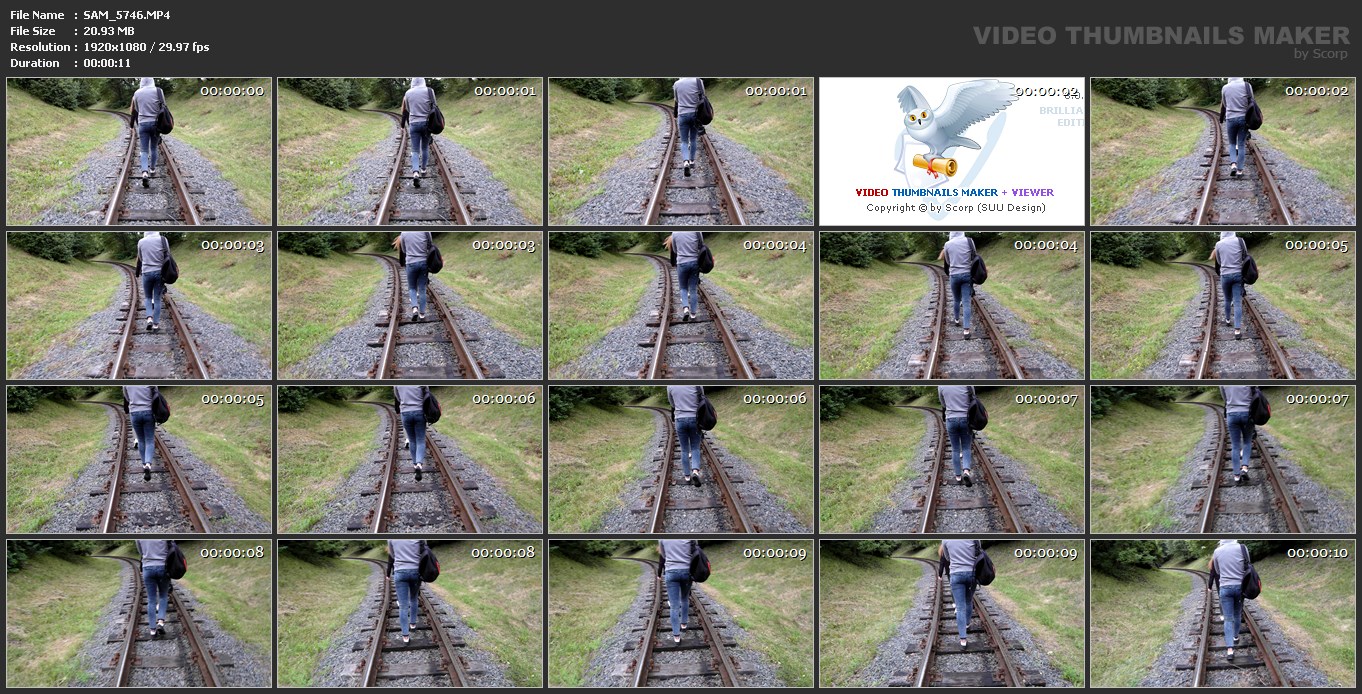 File Name : SAM_5746.MP4
File Size : 20.93 MB
Resolution : 1920x1080 / 29.97 fps
Duration : 00:00:11
VIDEO THUMBNAILS MAKER
by Scorp
00:00:00
00:00:01
00:00:01
00:00:02
BRILLIA
EDIT
VIDEO THUMBNAILS MAKER + VIEWER
Copyright © by Scorp (SUU Design)
00:00:02
00:00:03
00:00:03
00:00:04
00:00:04
00:00:05
00:00:05
00:00:06
00:00:06
00:00:07
00:00:07
00:00:08
00:00:08
00:00:09
00:00:09
00:00:10